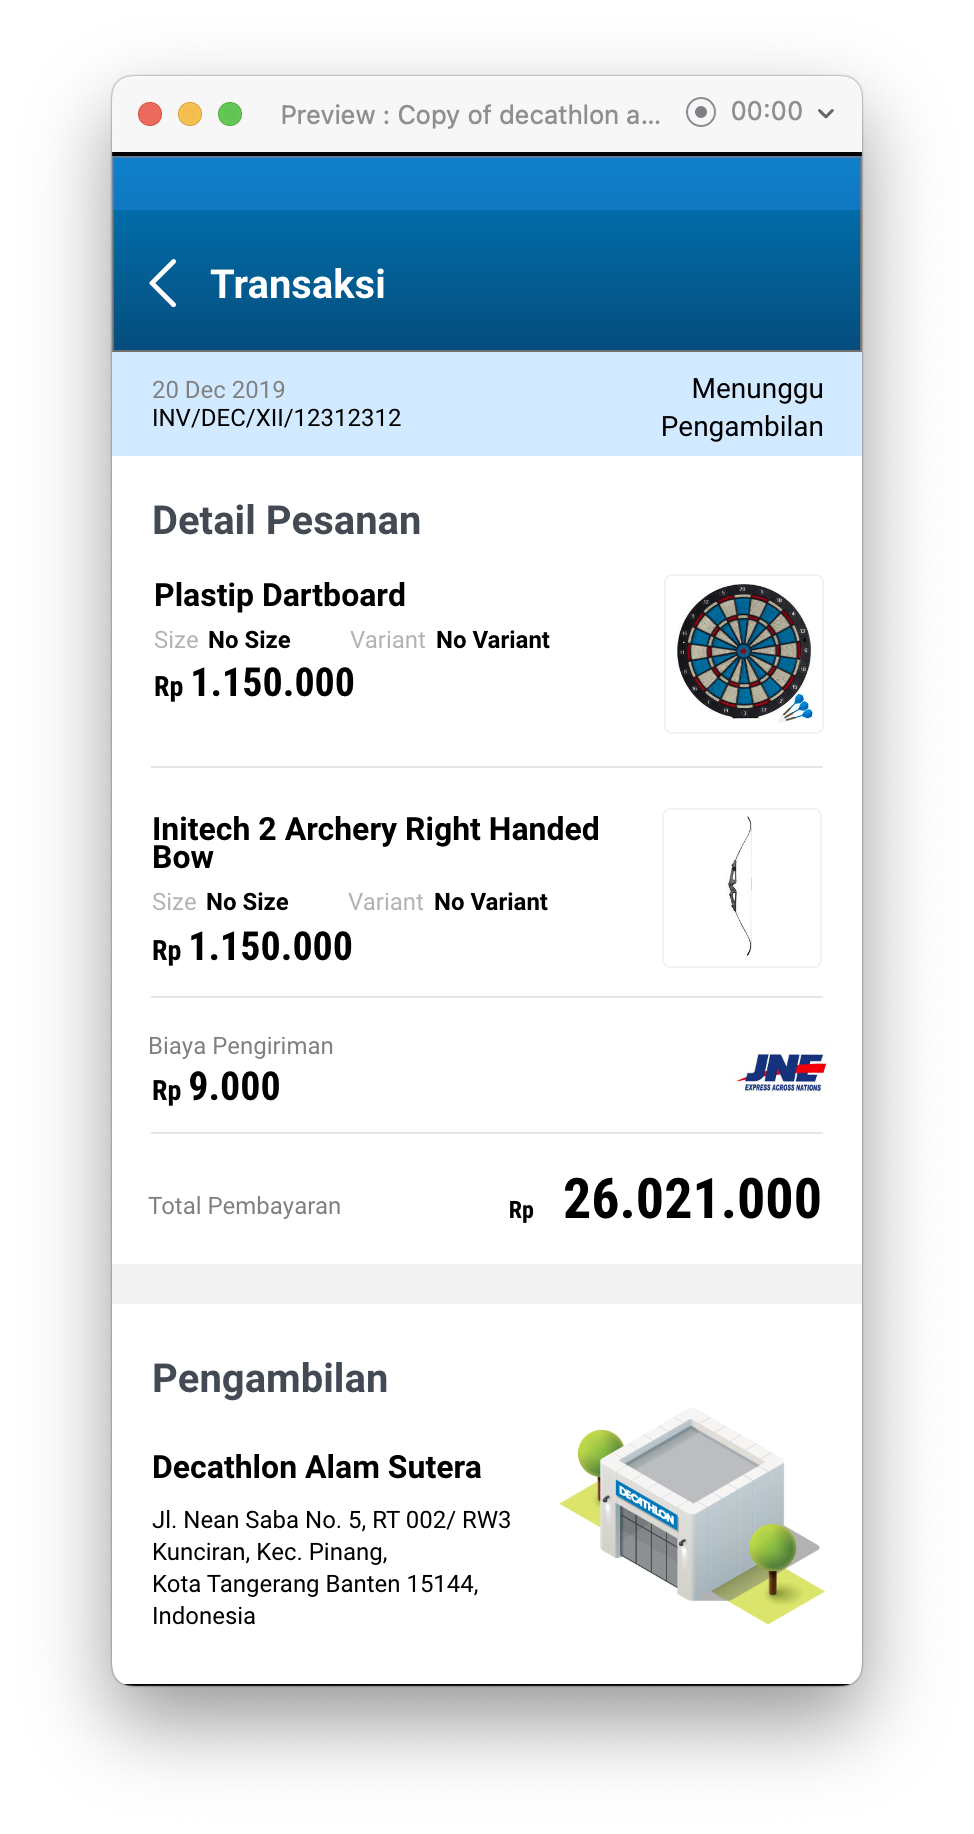 Preview : Copy of decathlon a...
00:00
Transaksi
20 Dec 2019
INV/DEC/XII/12312312
Menunggu
Pengambilan
Detail Pesanan
Plastip Dartboard
Size No Size Variant No Variant
Rp 1.150.000
Initech 2 Archery Right Handed
Bow
Size No Size Variant No Variant
Rp 1.150.000
Biaya Pengiriman
Rp 9.000
JNE
EXPRESS ACROSS NATIONS
Total Pembayaran
Rp 26.021.000
Pengambilan
Decathlon Alam Sutera
Jl. Nean Saba No. 5, RT 002/ RW3
Kunciran, Kec. Pinang,
Kota Tangerang Banten 15144,
Indonesia
DECATHLON